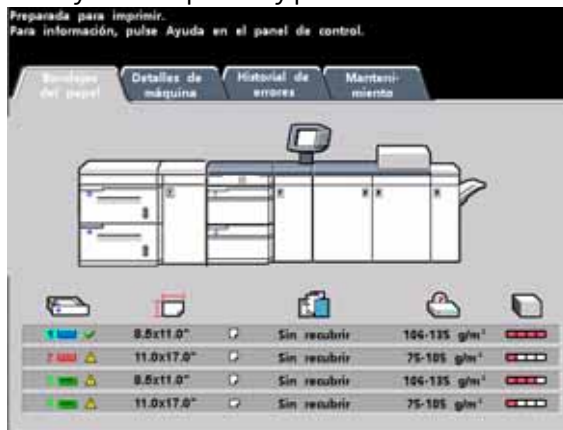 Preparada para imprimir.
Para información, pulse Ayuda en el panel de control.
Bandejas del papel
Detalles de máquina
Historial de errores
Manteni-miento
1 8.5x11.0" Sin recubrir 106-135 g/m²
2 11.0x17.0" Sin recubrir 75-105 g/m²
8.5x11.0" Sin recubrir 106-135 g/m²
11.0x17.0" Sin recubrir 75-105 g/m²